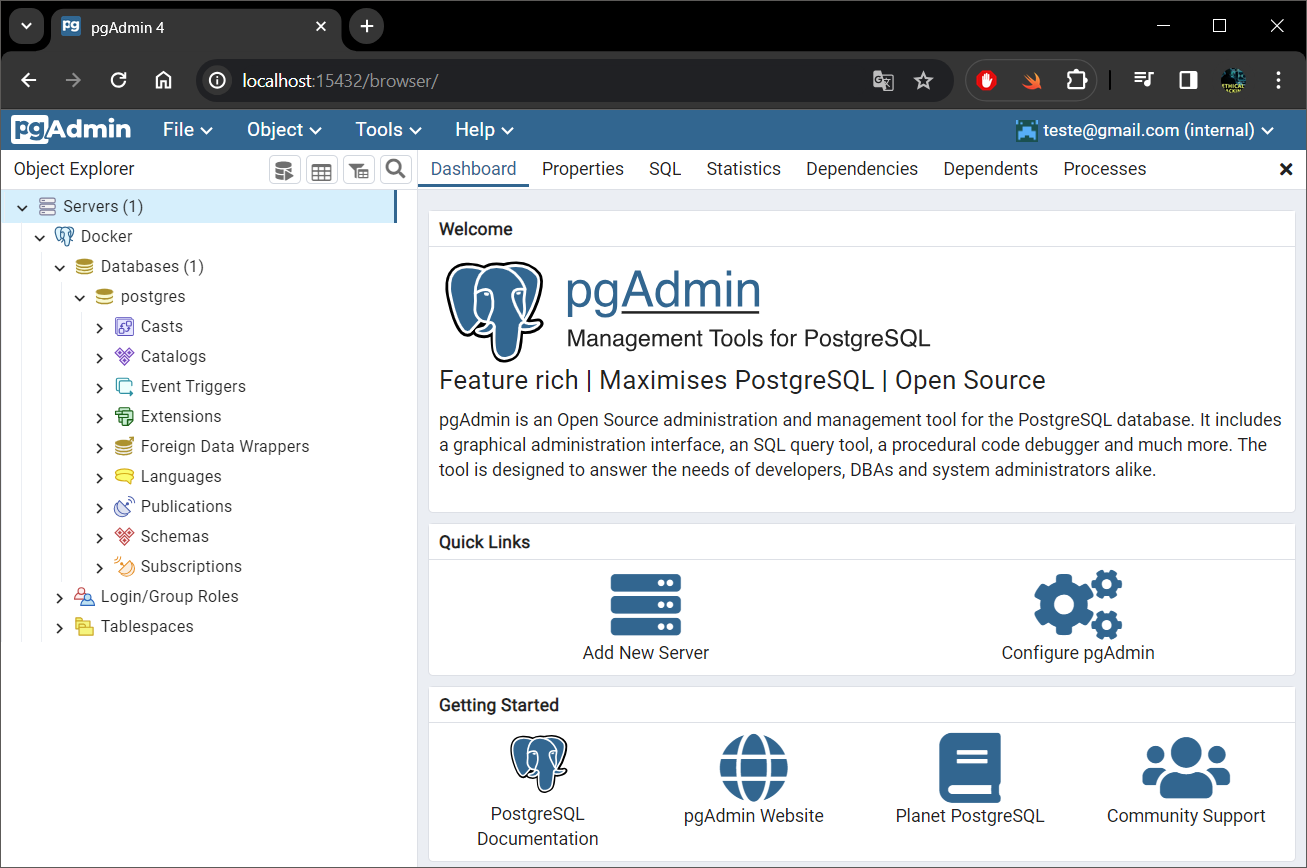 pg pgAdmin 4
localhost:15432/browser/
pgAdmin File Object Tools Help teste@gmail.com (internal)
Object Explorer
Dashboard Properties SQL Statistics Dependencies Dependents Processes
Servers (1)
Docker
Databases (1)
postgres
Casts
Catalogs
Event Triggers
Extensions
Foreign Data Wrappers
Languages
Publications
Schemas
Subscriptions
Login/Group Roles
Tablespaces
Welcome
pgAdmin
Management Tools for PostgreSQL
Feature rich | Maximises PostgreSQL | Open Source
pgAdmin is an Open Source administration and management tool for the PostgreSQL database. It includes
a graphical administration interface, an SQL query tool, a procedural code debugger and much more. The
tool is designed to answer the needs of developers, DBAs and system administrators alike.
Quick Links
Add New Server
Configure pgAdmin
Getting Started
PostgreSQL
Documentation
pgAdmin Website
Planet PostgreSQL
Community Support